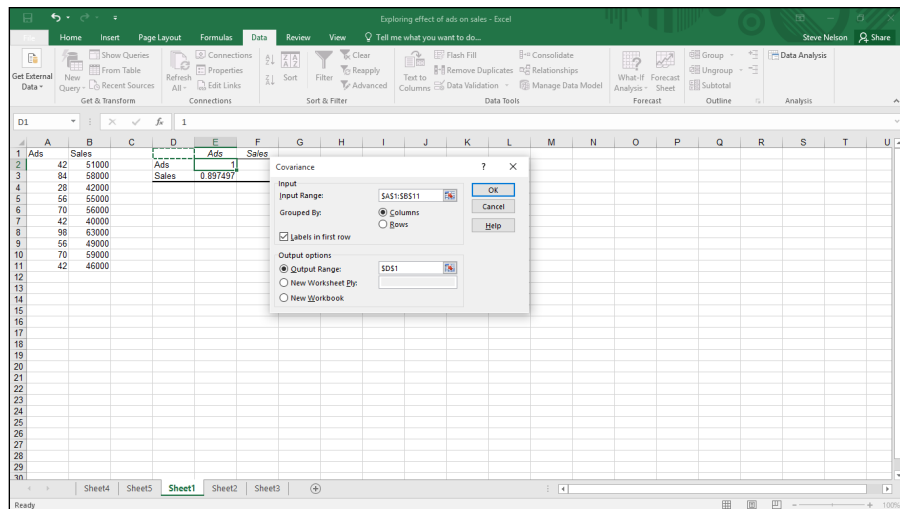 Exploring effect of ads on sales - Excel
File Home Insert Page Layout Formulas Data Review View Tell me what you want to do... Steve Nelson Share
Get External Data
New Query
Show Queries
From Table
Recent Sources
Get & Transform
Refresh All
Connections
Properties
Edit Links
Connections
Sort
Filter
Clear
Reapply
Advanced
Sort & Filter
Text to Columns
Flash Fill
Remove Duplicates
Data Validation
Consolidate
Relationships
Manage Data Model
Data Tools
What-If Analysis
Forecast Sheet
Forecast
Group
Ungroup
Subtotal
Outline
Data Analysis
Analysis
D1 fx 1
A B C D E F G H I J K L M N O P Q R S T U
1 Ads Sales Ads Sales
2 42 51000 Ads 1
3 84 58000 Sales 0.897497
4 28 42000
5 56 55000
6 70 56000
7 42 40000
8 98 63000
9 56 49000
10 70 59000
11 42 46000
12
13
14
15
16
17
18
19
20
21
22
23
24
25
26
27
28
29
30
Covariance ?
Input
Input Range: $A$1:$B$11
Grouped By: Columns
Rows
Labels in first row
Output options
Output Range: $D$1
New Worksheet Ply:
New Workbook
OK
Cancel
Help
Sheet4 Sheet5 Sheet1 Sheet2 Sheet3
Ready 100%